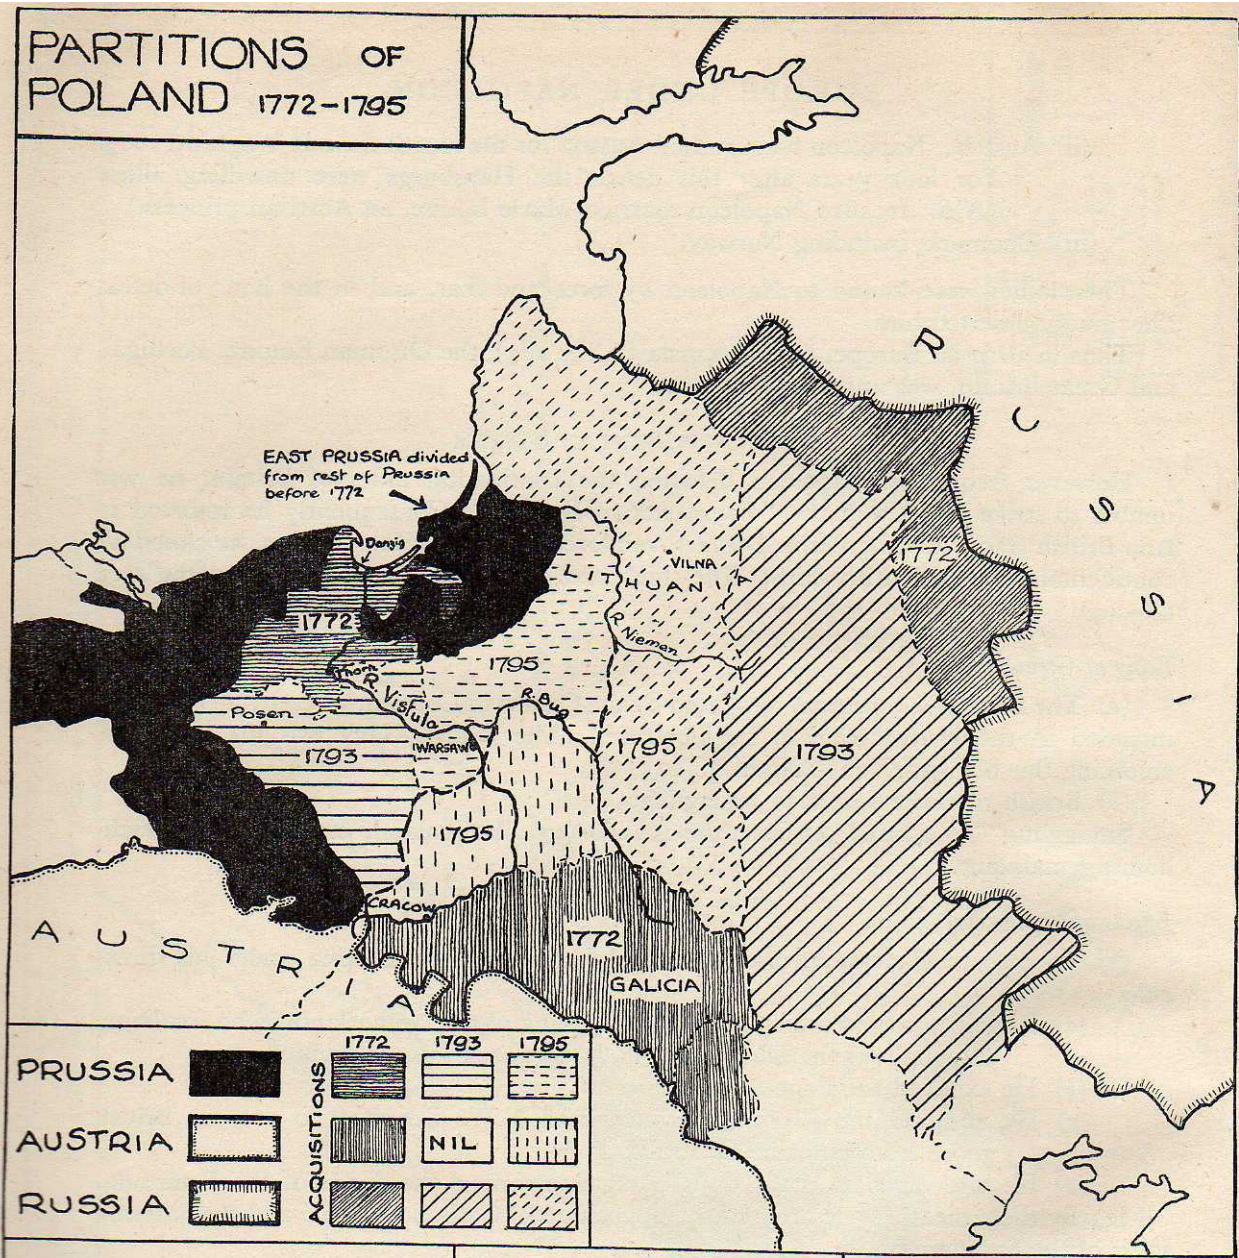 PARTITIONS OF
POLAND 1772–1795
R U S S I A
EAST PRUSSIA divided
from rest of Prussia
before 1772
Danzig
1772
VILNA
LITHUANIA
R. Niemen
1772
Thorn
R. Vistula
1795
R. Bug
Posen
WARSAW
1793
1795
1793
1795
CRACOW
1772
GALICIA
AUSTRIA
1772 1793 1795
PRUSSIA
AUSTRIA
NIL
RUSSIA
ACQUISITIONS